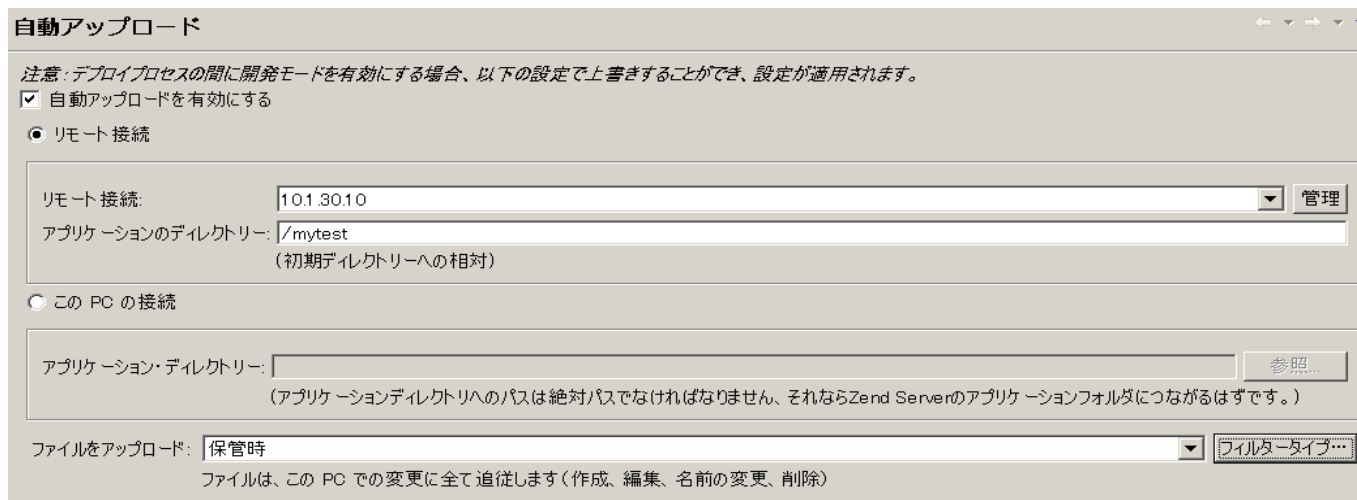 自動アップロード
注意:デプロイプロセスの間に開発モードを有効にする場合、以下の設定で上書きすることができ、設定が適用されます。
自動アップロードを有効にする
リモート接続
リモート接続: 10.1.30.10 管理
アプリケーションのディレクトリー: /mytest
(初期ディレクトリーへの相対)
この PC の接続
アプリケーション・ディレクトリー: 参照...
(アプリケーションディレクトリへのパスは絶対パスでなければなりません、それならZend Serverのアプリケーションフォルダにつながるはずです。)
ファイルをアップロード: 保管時 フィルタータイプ…
ファイルは、この PC での変更に全て追従します(作成、編集、名前の変更、削除)